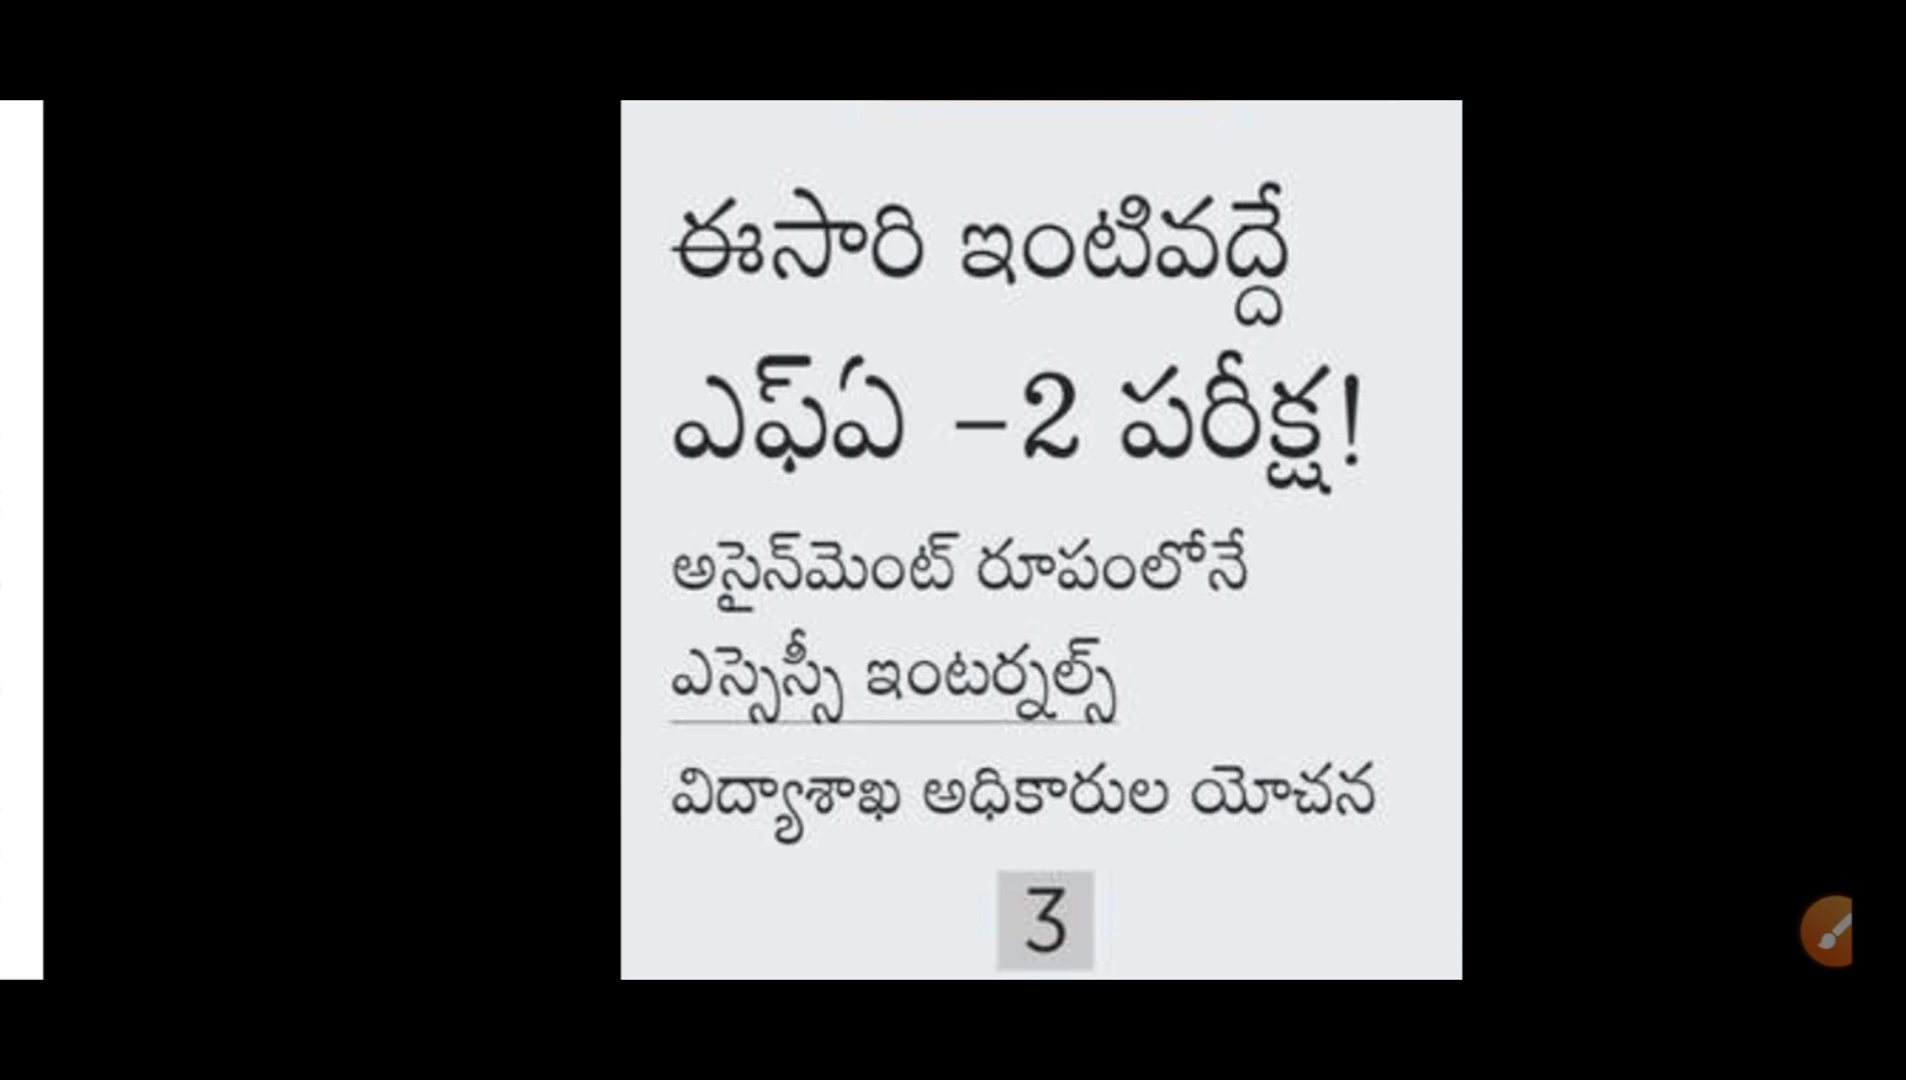 ఈసారి ఇంటివద్దే
ఎఫ్ఏ -2 పరీక్ష!
అసైన్‌మెంట్ రూపంలోనే
ఎస్సెస్సీ ఇంటర్నల్స్
విద్యాశాఖ అధికారుల యోచన
3